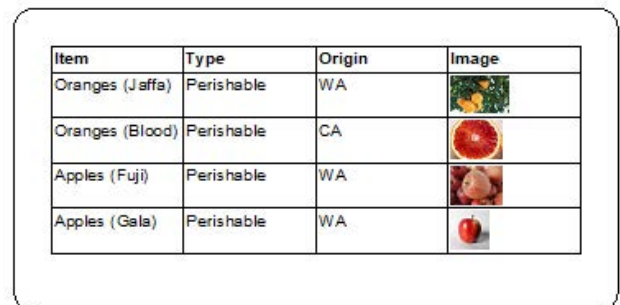 Item Type Origin Image
Oranges (Jaffa) Perishable WA
Oranges (Blood) Perishable CA
Apples (Fuji) Perishable WA
Apples (Gala) Perishable WA